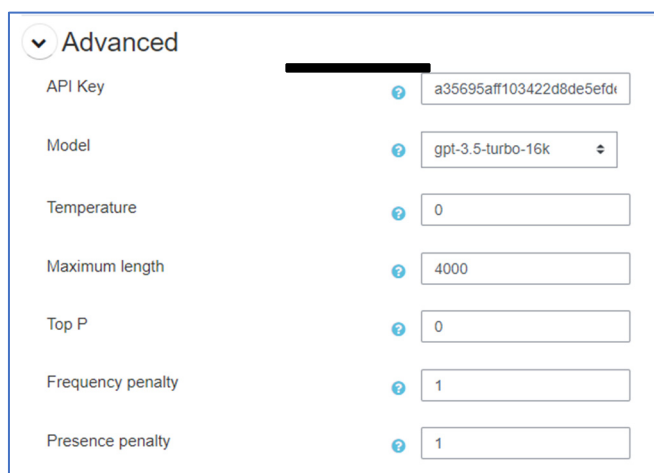 Advanced
API Key
a35695aff103422d8de5efd
Model
gpt-3.5-turbo-16k
Temperature
0
Maximum length
4000
Top P
0
Frequency penalty
1
Presence penalty
1